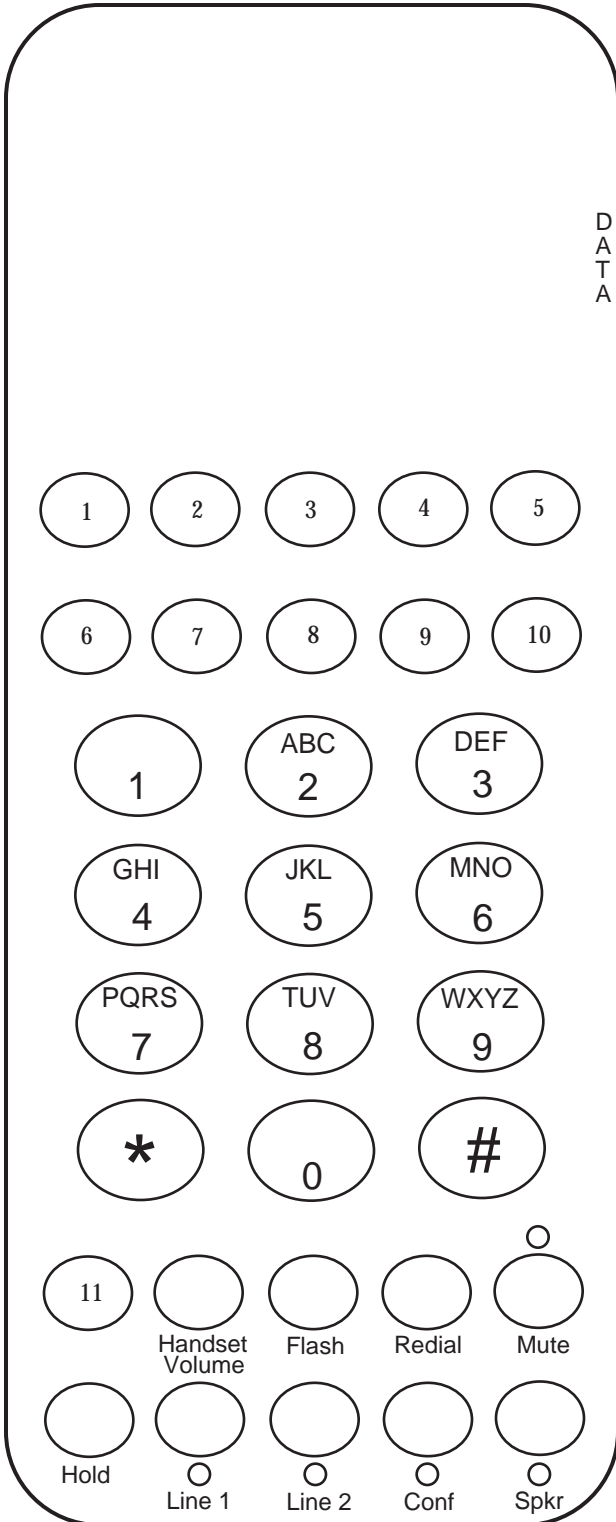 D
A
T
A
1 2 3 4 5
6 7 8 9 10
ABC DEF
1 2 3
GHI JKL MNO
4 5 6
PQRS TUV WXYZ
7 8 9
* 0 #
11
Handset Flash Redial Mute
Volume
Hold
Line 1 Line 2 Conf Spkr